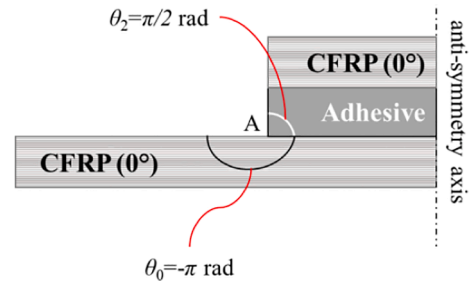 θ₂=π/2 rad
CFRP (0°)
Adhesive
A
CFRP (0°)
θ₀=-π rad
anti-symmetry axis